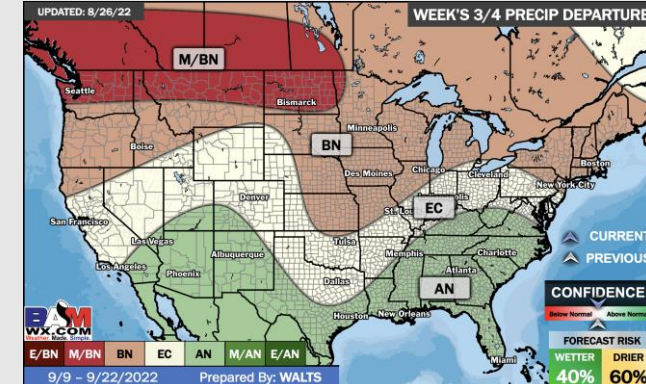 UPDATED: 8/26/22
WEEK'S 3/4 PRECIP DEPARTURE
M/BN
Seattle
Bismarck
Minneapolis
BN
Boise
Des Moines
Chicago
Cleveland
Boston
New York City
Denver
EC
San Francisco
Las Vegas
Tulsa
CURRENT
Los Angeles
Albuquerque
Memphis
Charlotte
PREVIOUS
Phoenix
Dallas
Atlanta
AN
CONFIDENCE
Below Normal Above Norma
Houston
New Orleans
BAM
WX.COM
Weather. Made. Simple.
FORECAST RISK
Miami
WETTER DRIER
40% 60%
E/BN M/BN BN EC AN M/AN E/AN
9/9 – 9/22/2022 Prepared By: WALTS